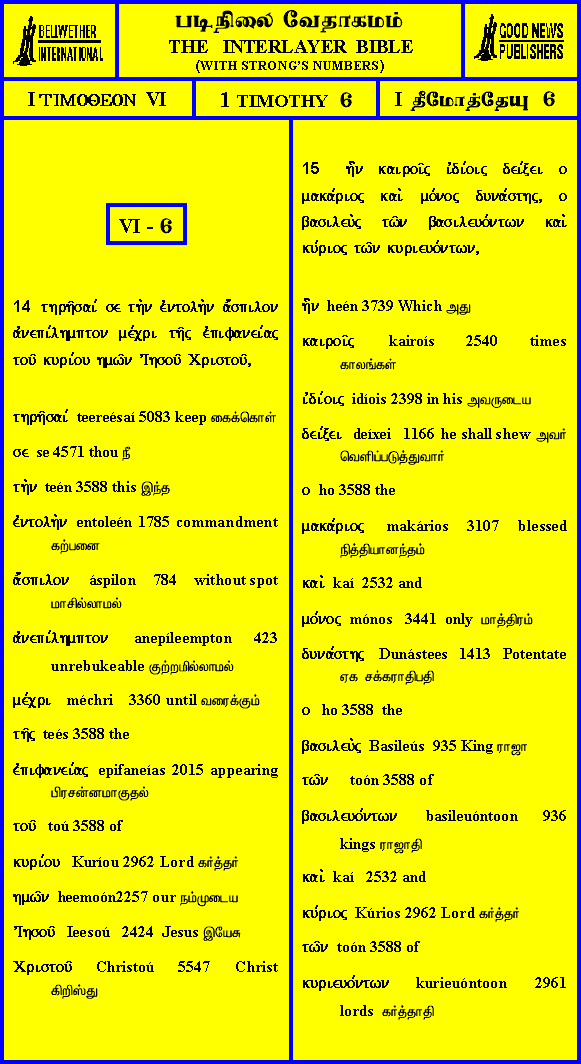 BELLWETHER
INTERNATIONAL
படிநிலை வேதாகமம்
THE INTERLAYER BIBLE
(WITH STRONG'S NUMBERS)
GOOD NEWS
PUBLISHERS
I ΤΙΜΟΘΕΟΝ VI
1 TIMOTHY 6
I தீமோத்தேயு 6
VI - 6
14 τηρῆσαί σε τὴν ἐντολὴν ἄσπιλον
ἀνεπίλημπτον μέχρι τῆς ἐπιφανείας
τοῦ κυρίου ημῶν Ἰησοῦ Χριστοῦ,
τηρῆσαί teereésaí 5083 keep கைக்கொள்
σε se 4571 thou நீ
τὴν teén 3588 this இந்த
ἐντολὴν entoleén 1785 commandment
கற்பனை
ἄσπιλον áspilon 784 without spot
மாசில்லாமல்
ἀνεπίλημπτον anepíleempton 423
unrebukeable குற்றமில்லாமல்
μέχρι méchri 3360 until வரைக்கும்
τῆς teés 3588 the
ἐπιφανείας epifaneías 2015 appearing
பிரசன்னமாகுதல்
τοῦ toú 3588 of
κυρίου Kuríou 2962 Lord கர்த்தர்
ημῶν heemoón2257 our நம்முடைய
Ἰησοῦ Ieesoú 2424 Jesus இயேசு
Χριστοῦ Christoú 5547 Christ
கிறிஸ்து
15 ἣν καιροῖς ἰδίοις δείξει ο
μακάριος καὶ μόνος δυνάστης, ο
βασιλεὺς τῶν βασιλευόντων καὶ
κύριος τῶν κυριευόντων,
ἣν heén 3739 Which அது
καιροῖς kairoís 2540 times
காலங்கள்
ἰδίοις idíois 2398 in his அவருடைய
δείξει deíxei 1166 he shall shew அவர்
வெளிப்படுத்துவார்
ο ho 3588 the
μακάριος makários 3107 blessed
நித்தியானந்தம்
καὶ kaí 2532 and
μόνος mónos 3441 only மாத்திரம்
δυνάστης Dunástees 1413 Potentate
ஏக சக்கராதிபதி
ο ho 3588 the
βασιλεὺς Basileús 935 King ராஜா
τῶν toón 3588 of
βασιλευόντων basileuóntoon 936
kings ராஜாதி
καὶ kaí 2532 and
κύριος Kúrios 2962 Lord கர்த்தர்
τῶν toón 3588 of
κυριευόντων kurieuóntoon 2961
lords கர்த்தாதி